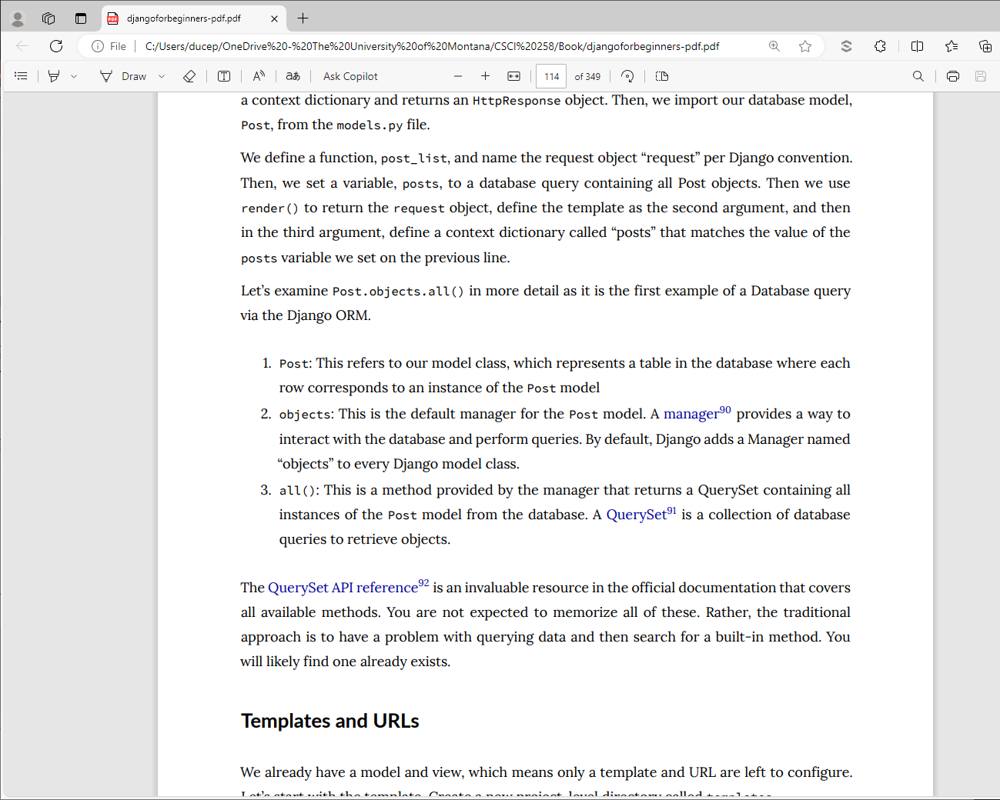 djangoforbeginners-pdf.pdf
File
C:/Users/ducep/OneDrive%20-%20The%20University%20of%20Montana/CSCI%20258/Book/djangoforbeginners-pdf.pdf
Draw
Ask Copilot
114 of 349
a context dictionary and returns an HttpResponse object. Then, we import our database model,
Post, from the models.py file.
We define a function, post_list, and name the request object “request” per Django convention.
Then, we set a variable, posts, to a database query containing all Post objects. Then we use
render() to return the request object, define the template as the second argument, and then
in the third argument, define a context dictionary called “posts” that matches the value of the
posts variable we set on the previous line.
Let’s examine Post.objects.all() in more detail as it is the first example of a Database query
via the Django ORM.
1. Post: This refers to our model class, which represents a table in the database where each
row corresponds to an instance of the Post model
2. objects: This is the default manager for the Post model. A manager90 provides a way to
interact with the database and perform queries. By default, Django adds a Manager named
“objects” to every Django model class.
3. all(): This is a method provided by the manager that returns a QuerySet containing all
instances of the Post model from the database. A QuerySet91 is a collection of database
queries to retrieve objects.
The QuerySet API reference92 is an invaluable resource in the official documentation that covers
all available methods. You are not expected to memorize all of these. Rather, the traditional
approach is to have a problem with querying data and then search for a built-in method. You
will likely find one already exists.
Templates and URLs
We already have a model and view, which means only a template and URL are left to configure.
Let’s start with the template. Create a new project-level directory called templates